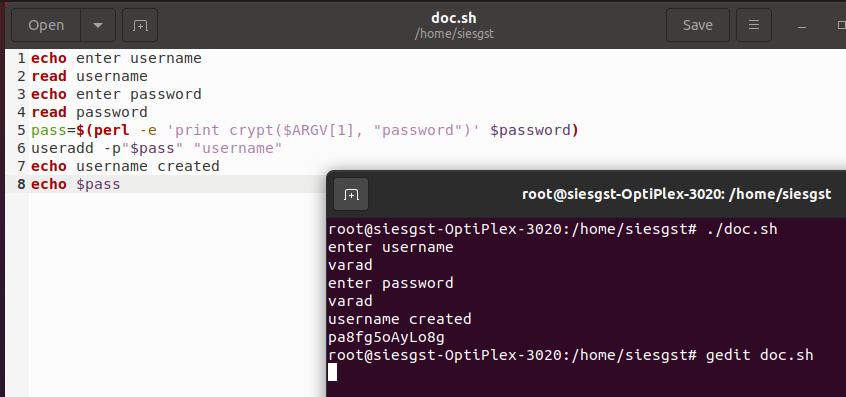 Open
doc.sh
/home/siesgst
Save
1 echo enter username
2 read username
3 echo enter password
4 read password
5 pass=$(perl -e 'print crypt($ARGV[1], "password")' $password)
6 useradd -p"$pass" "username"
7 echo username created
8 echo $pass
root@siesgst-OptiPlex-3020: /home/siesgst
root@siesgst-OptiPlex-3020:/home/siesgst# ./doc.sh
enter username
varad
enter password
varad
username created
pa8fg5oAyLo8g
root@siesgst-OptiPlex-3020:/home/siesgst# gedit doc.sh